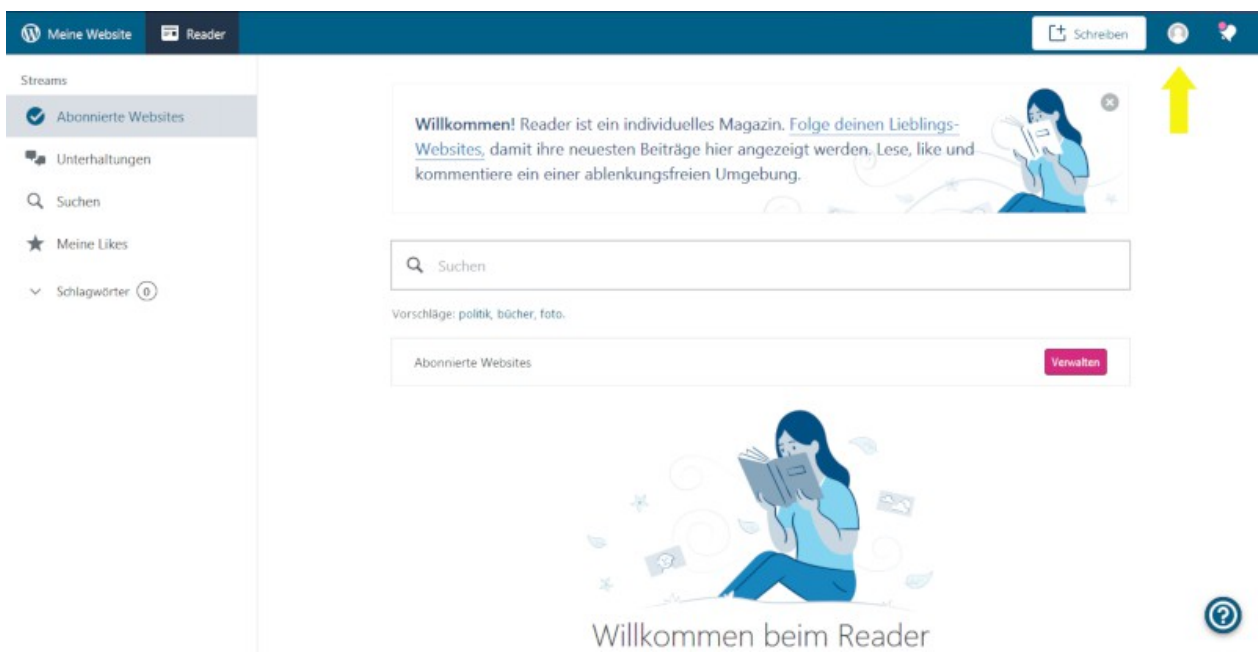 Meine Website
Reader
Schreiben
Streams
Abonnierte Websites
Unterhaltungen
Suchen
Meine Likes
Schlagwörter 0
Willkommen! Reader ist ein individuelles Magazin. Folge deinen Lieblings-
Websites, damit ihre neuesten Beiträge hier angezeigt werden. Lese, like und
kommentiere ein einer ablenkungsfreien Umgebung.
Suchen
Vorschläge: politik, bücher, foto.
Abonnierte Websites
Verwalten
Willkommen beim Reader